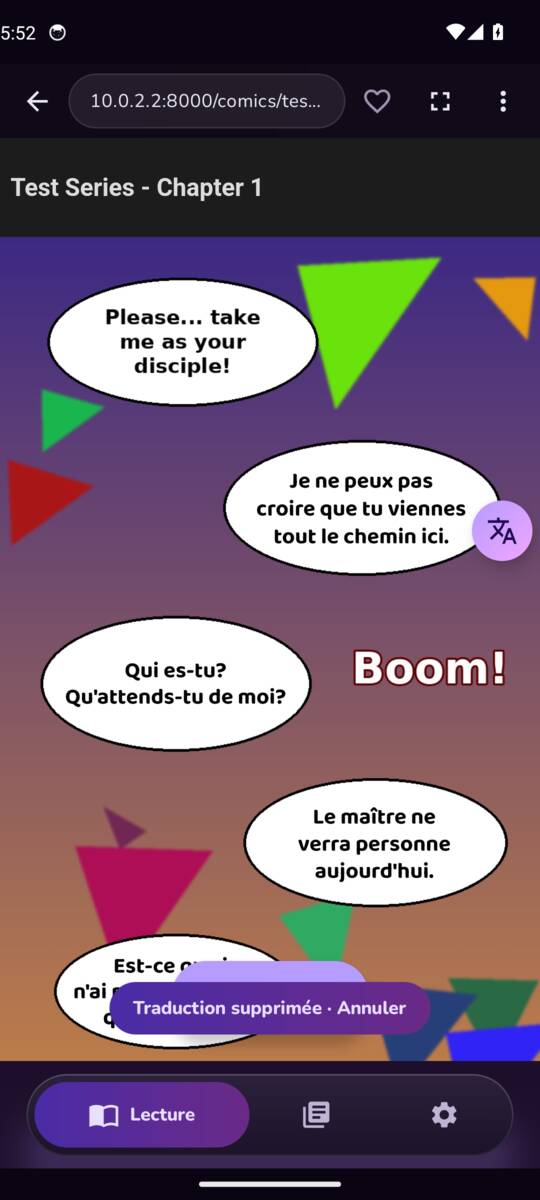 5:52
10.0.2.2:8000/comics/tes...
Test Series - Chapter 1
Please... take
me as your
disciple!
Je ne peux pas
croire que tu viennes
tout le chemin ici.
Qui es-tu?
Qu'attends-tu de moi?
Boom!
Le maître ne
verra personne
aujourd'hui.
Est-ce
n'ai
Traduction supprimée · Annuler
Lecture